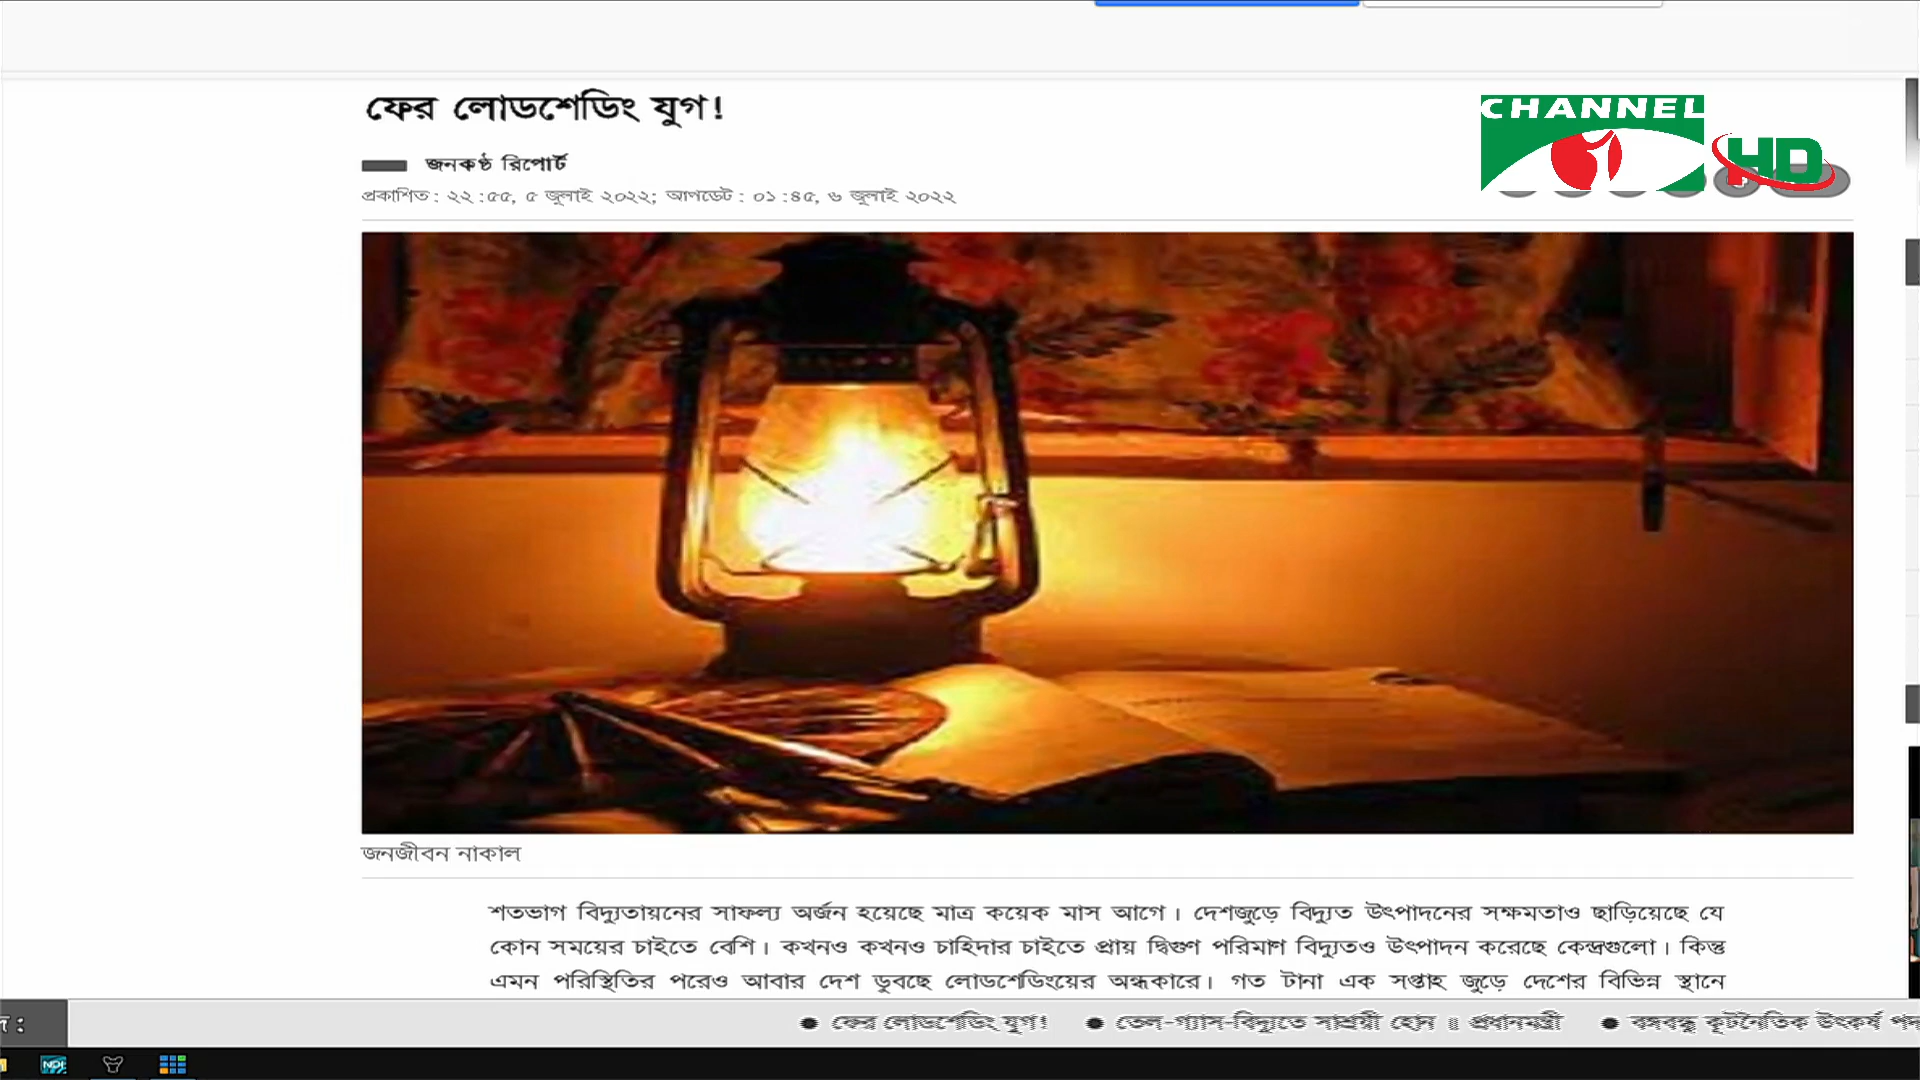 ফের লোডশেডিং যুগ!
CHANNEL
i
HD
জনকণ্ঠ রিপোর্ট
প্রকাশিত : ২২ :৫৫, ৫ জুলাই ২০২২; আপডেট : ০১ :৪৫, ৬ জুলাই ২০২২
জনজীবন নাকাল
শতভাগ বিদ্যুতায়নের সাফল্য অর্জন হয়েছে মাত্র কয়েক মাস আগে। দেশজুড়ে বিদ্যুত উৎপাদনের সক্ষমতাও ছাড়িয়েছে যে
কোন সময়ের চাইতে বেশি। কখনও কখনও চাহিদার চাইতে প্রায় দ্বিগুণ পরিমাণ বিদ্যুতও উৎপাদন করেছে কেন্দ্রগুলো। কিন্তু
এমন পরিস্থিতির পরেও আবার দেশ ডুবছে লোডশেডিংয়ের অন্ধকারে। গত টানা এক সপ্তাহ জুড়ে দেশের বিভিন্ন স্থানে
● ফের লোডশেডিং যুগ! ● তেল-গ্যাস-বিদ্যুতে সাশ্রয়ী হোন ॥ প্রধানমন্ত্রী ● বঙ্গবন্ধু কূটনৈতিক উৎকর্ষ
NDI